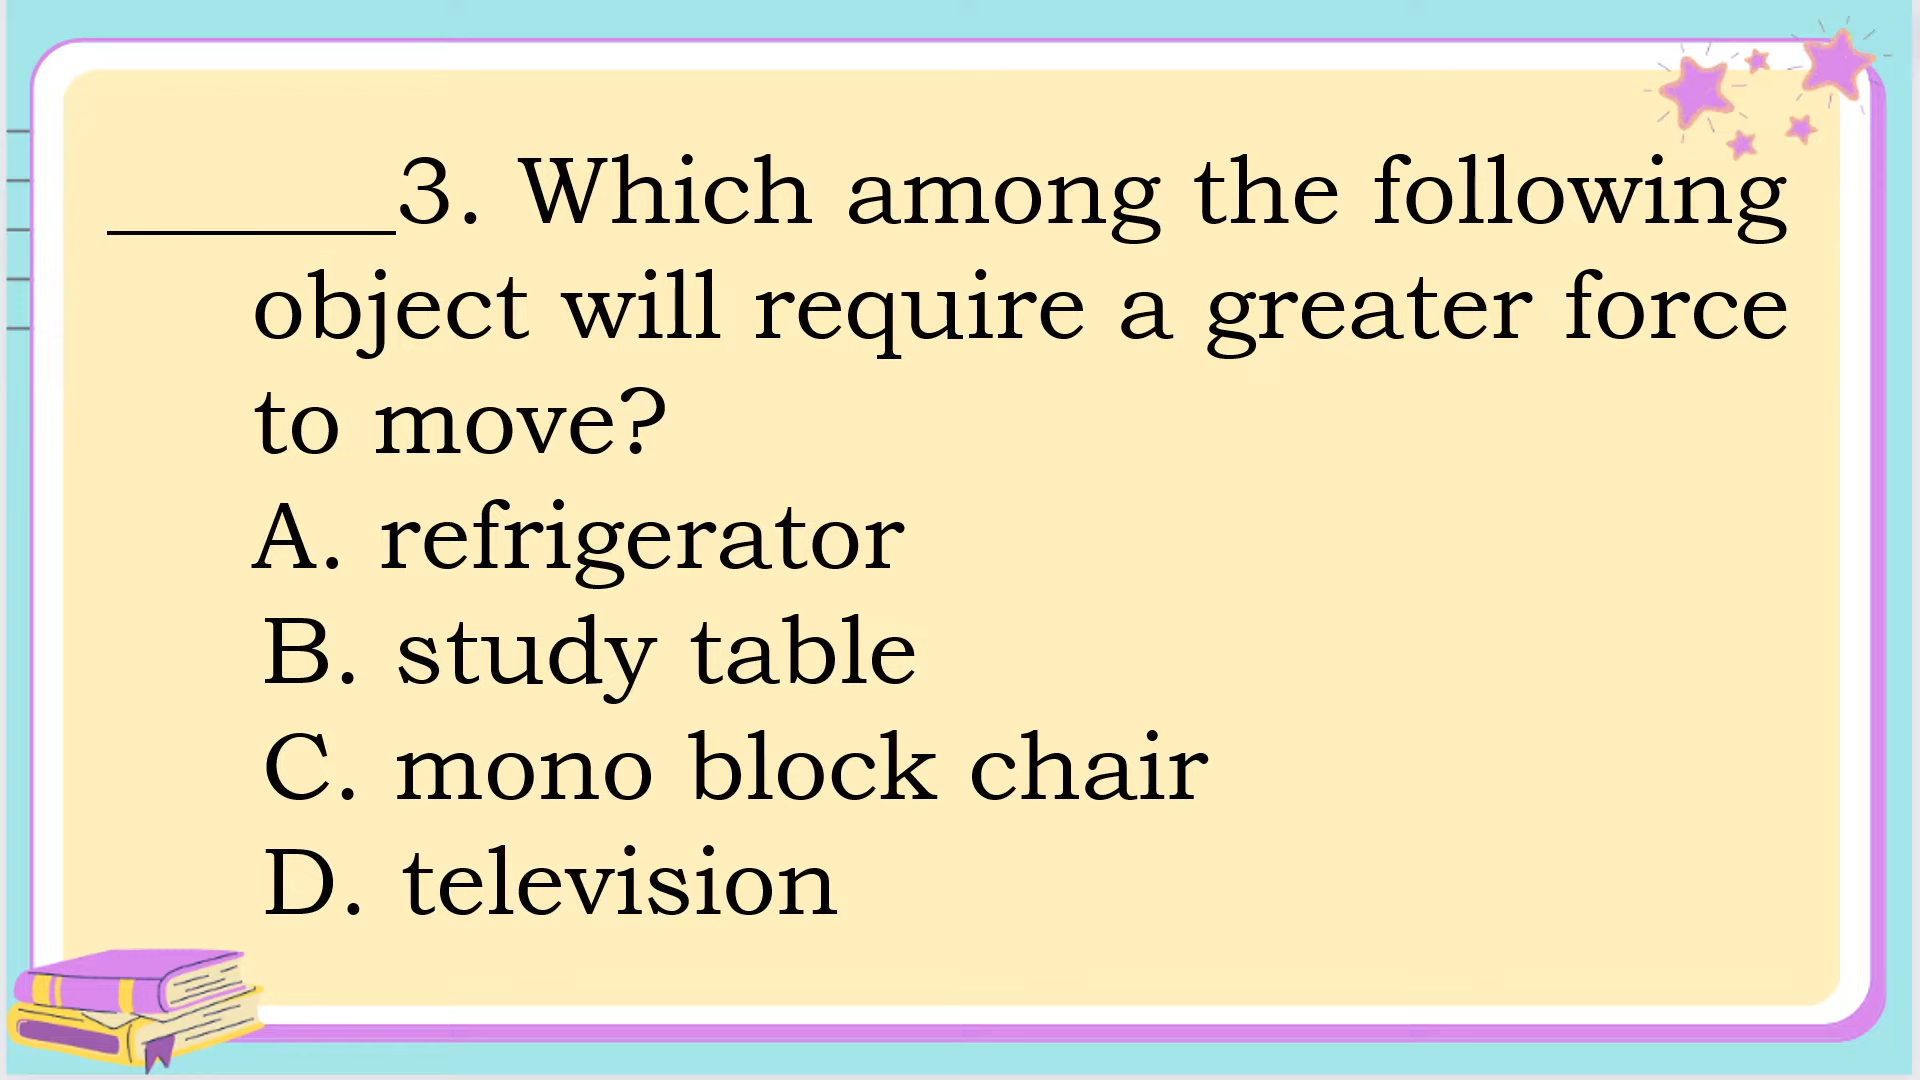 ______3. Which among the following
object will require a greater force
to move?
A. refrigerator
B. study table
C. mono block chair
D. television